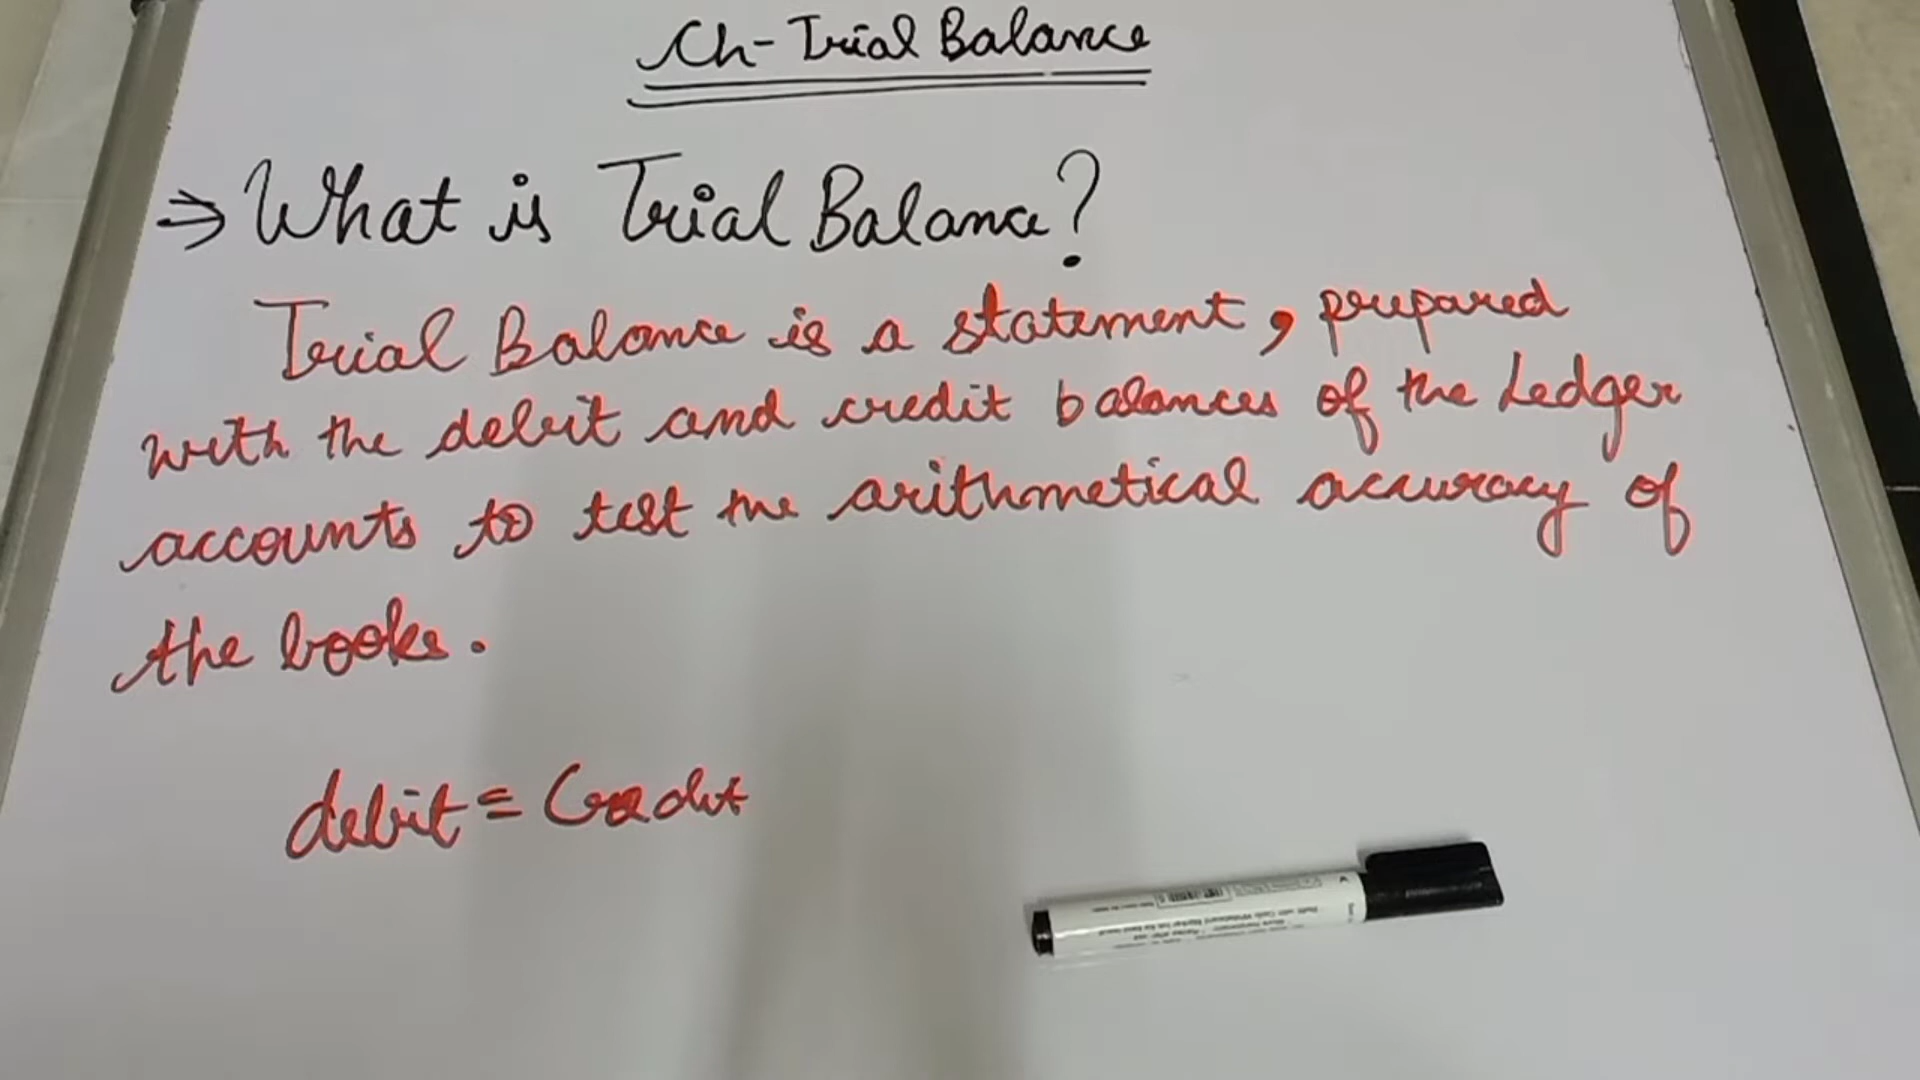 Ch-Trial Balance
⇒ What is Trial Balance?
Trial Balance is a statement, prepared
with the debit and credit balances of the Ledger
accounts to test the arithmetical accuracy of
the books.
debit = Credit